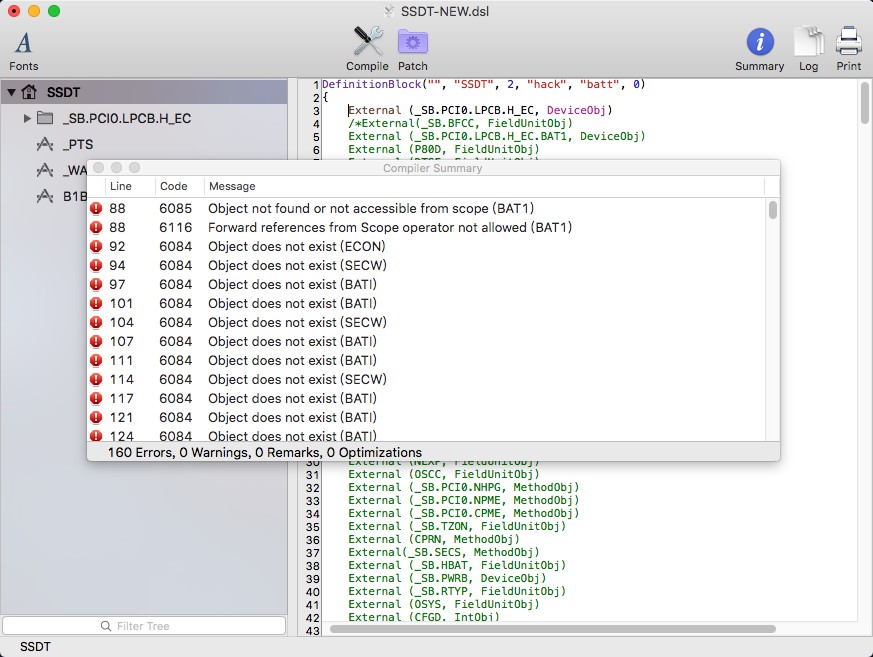 SSDT-NEW.dsl
Fonts
Compile
Patch
Summary
Log
Print
SSDT
_SB.PCI0.LPCB.H_EC
_PTS
_WA
B1B
1 DefinitionBlock("", "SSDT", 2, "hack", "batt", 0)
2 {
3 External (_SB.PCI0.LPCB.H_EC, DeviceObj)
4 /*External(_SB.BFCC, FieldUnitObj)
5 External (_SB.PCI0.LPCB.H_EC.BAT1, DeviceObj)
6 External (P80D, FieldUnitObj)
Compiler Summary
Line Code Message
88 6085 Object not found or not accessible from scope (BAT1)
88 6116 Forward references from Scope operator not allowed (BAT1)
92 6084 Object does not exist (ECON)
94 6084 Object does not exist (SECW)
97 6084 Object does not exist (BATI)
101 6084 Object does not exist (BATI)
104 6084 Object does not exist (SECW)
107 6084 Object does not exist (BATI)
111 6084 Object does not exist (BATI)
114 6084 Object does not exist (SECW)
117 6084 Object does not exist (BATI)
121 6084 Object does not exist (BATI)
124 6084 Object does not exist (BATI)
160 Errors, 0 Warnings, 0 Remarks, 0 Optimizations
30 External (NEXP, FieldUnitObj)
31 External (OSCC, FieldUnitObj)
32 External (_SB.PCI0.NHPG, MethodObj)
33 External (_SB.PCI0.NPME, MethodObj)
34 External (_SB.PCI0.CPME, MethodObj)
35 External (_SB.TZON, FieldUnitObj)
36 External (CPRN, MethodObj)
37 External(_SB.SECS, MethodObj)
38 External (_SB.HBAT, FieldUnitObj)
39 External (_SB.PWRB, DeviceObj)
40 External (_SB.RTYP, FieldUnitObj)
41 External (OSYS, FieldUnitObj)
42 External (CFGD, IntObj)
43
Filter Tree
SSDT